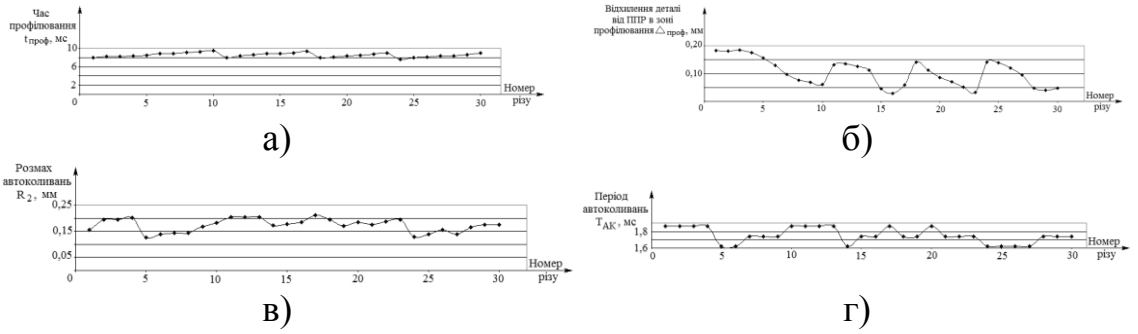 Час
профілювання
tпроф, мс
10
6
2
0
5
10
15
20
25
30
Номер
різу
а)
Відхилення деталі
від ППР в зоні
профілювання △проф, мм
0,20
0,10
0
5
10
15
20
25
30
Номер
різу
б)
Розмах
автоколивань
R2, мм
0,25
0,15
0,05
0
5
10
15
20
25
30
Номер
різу
в)
Період
автоколивань
TАК, мс
1,8
1,6
0
5
10
15
20
25
30
Номер
різу
г)